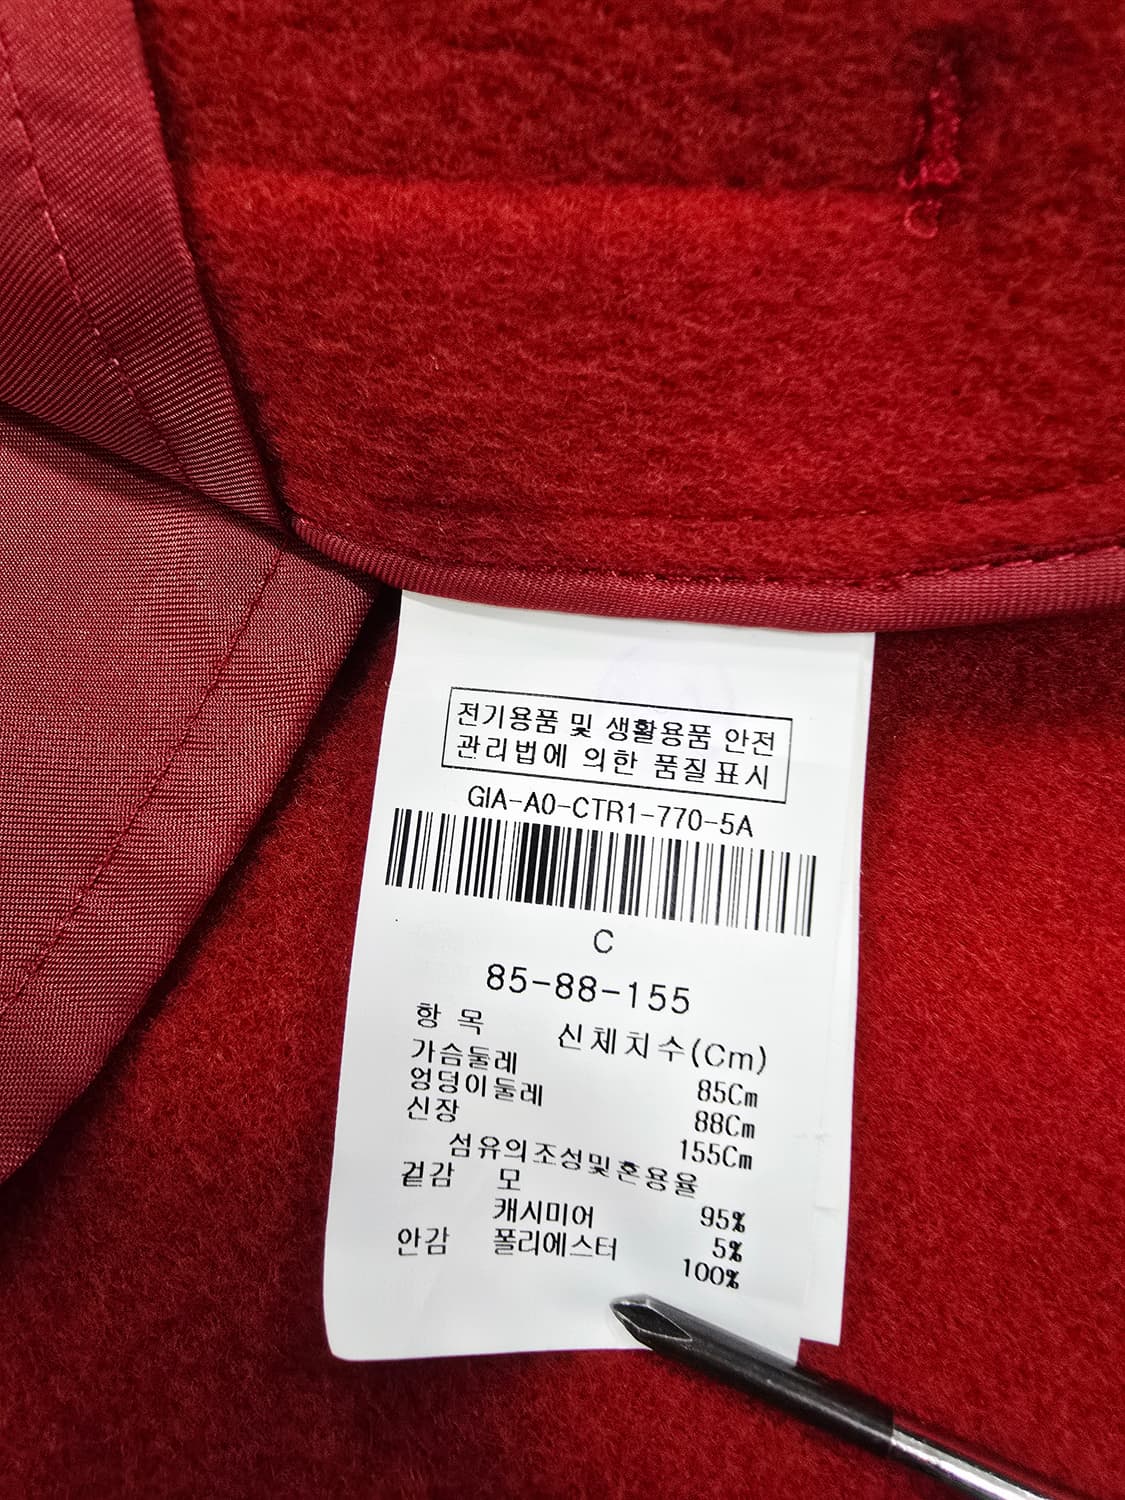 전기용품 및 생활용품 안전
관리법에 의한 품질표시
GIA-A0-CTR1-770-5A
C
85-88-155
항 목 신체치수(Cm)
가슴둘레 85Cm
엉덩이둘레 88Cm
신장 155Cm
섬유의조성및혼용율
겉감 모 95%
캐시미어 5%
안감 폴리에스터 100%